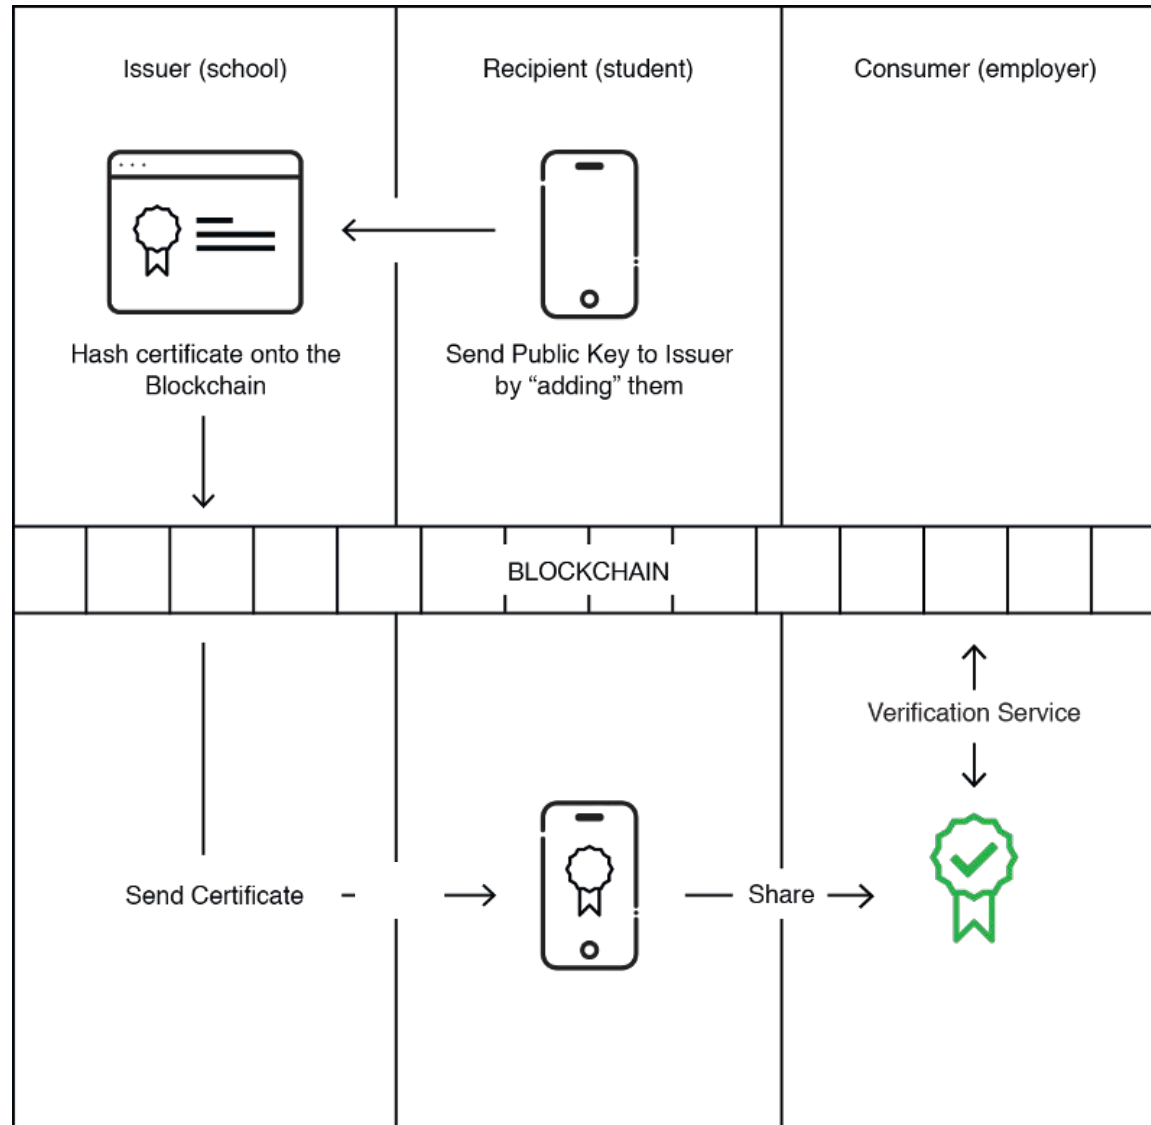 Issuer (school)
Recipient (student)
Consumer (employer)
Hash certificate onto the
Blockchain
Send Public Key to Issuer
by “adding” them
BLOCKCHAIN
Verification Service
Send Certificate
Share